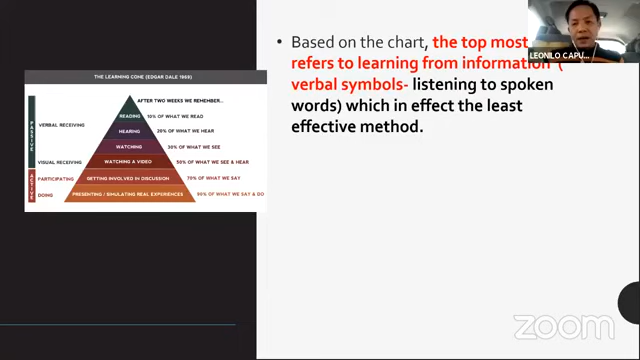 THE LEARNING CONE (EDGAR DALE 1969)
AFTER TWO WEEKS WE REMEMBER...
PASSIVE
VERBAL RECEIVING
READING 10% OF WHAT WE READ
HEARING 20% OF WHAT WE HEAR
WATCHING 30% OF WHAT WE SEE
VISUAL RECEIVING WATCHING A VIDEO 50% OF WHAT WE SEE & HEAR
ACTIVE
PARTICIPATING GETTING INVOLVED IN DISCUSSION 70% OF WHAT WE SAY
DOING PRESENTING / SIMULATING REAL EXPERIENCES 90% OF WHAT WE SAY & DO
• Based on the chart, the top most
refers to learning from information (
verbal symbols- listening to spoken
words) which in effect the least
effective method.
LEONILO CAPU...
zoom